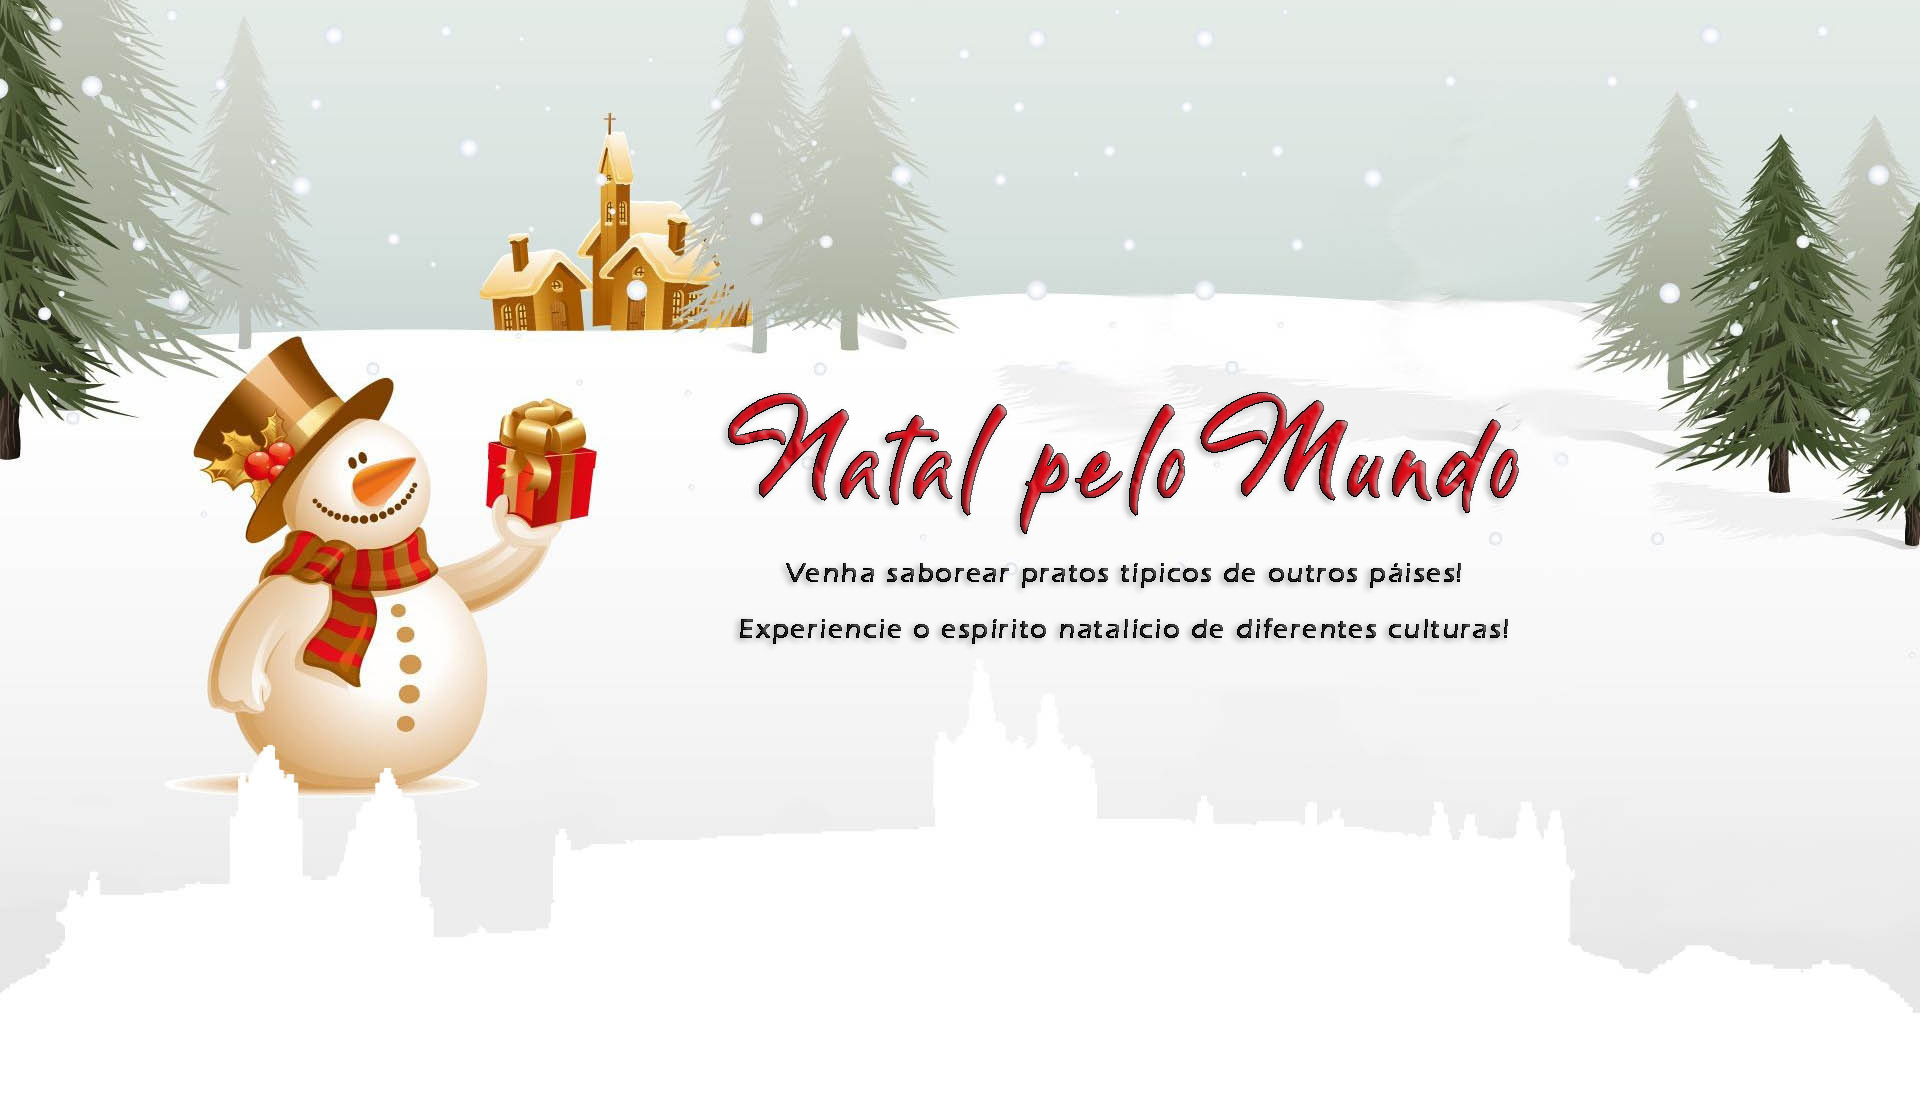 Natal pelo Mundo
Venha saborear pratos típicos de outros páises!
Experiencie o espírito natalício de diferentes culturas!